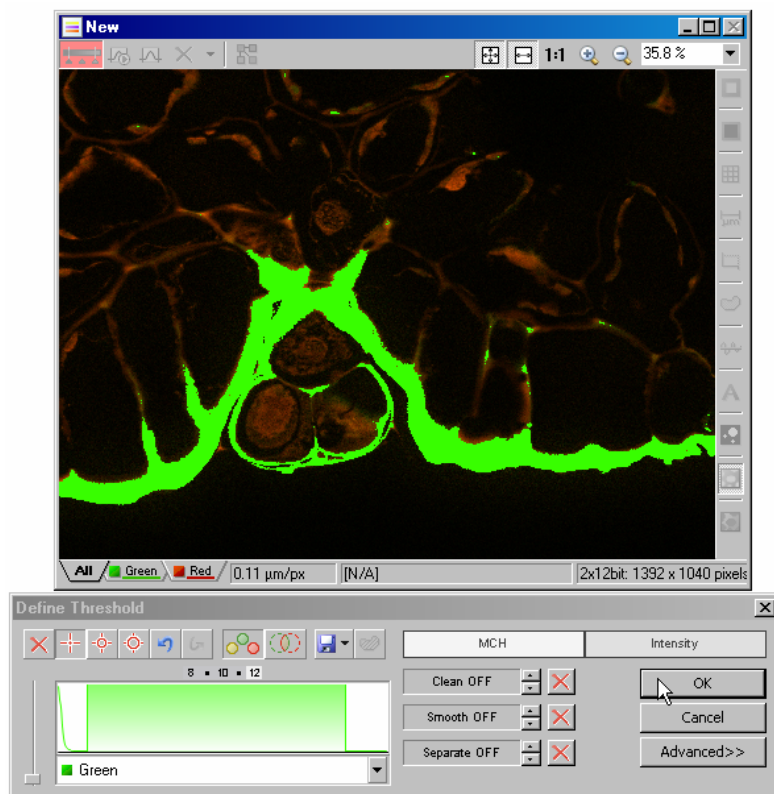 New
1:1 35.8 %
µm
A
All Green Red 0.11 µm/px [N/A] 2x12bit: 1392 x 1040 pixels
Define Threshold
MCH Intensity
8 10 12
Clean OFF OK
Smooth OFF Cancel
Separate OFF Advanced>>
Green